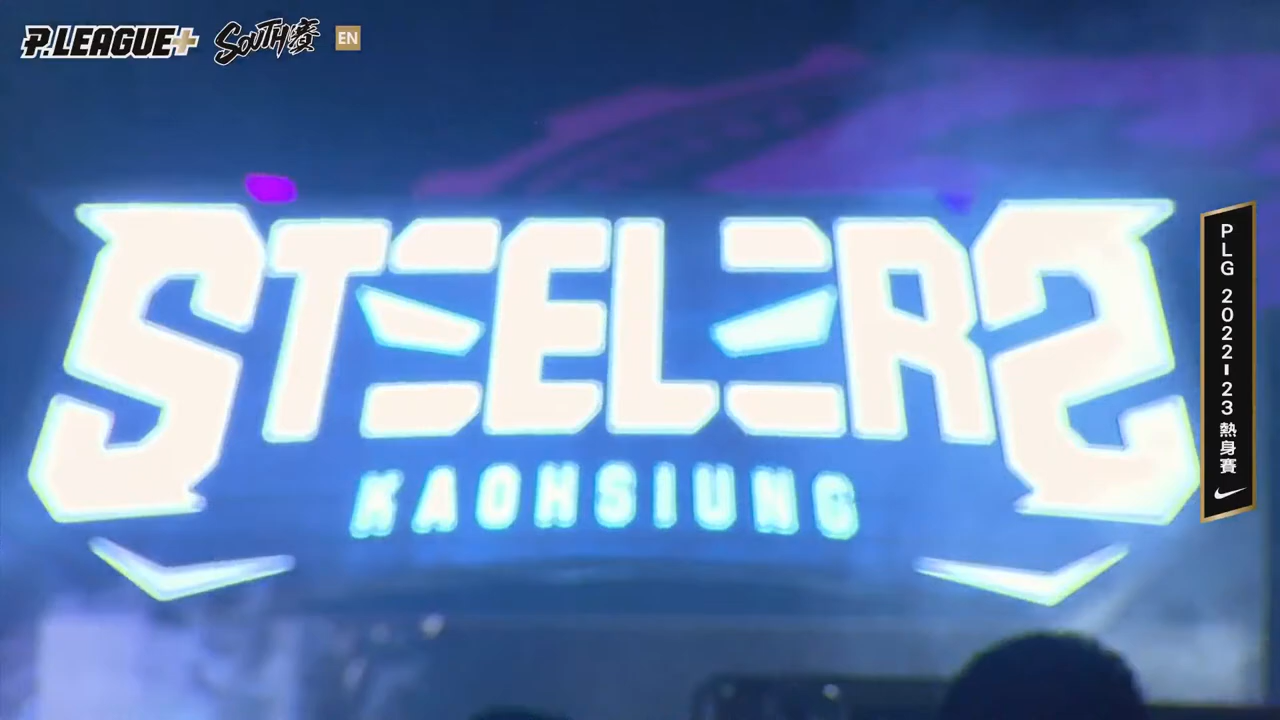 P.LEAGUE+ SOUTH賽 EN
STEELERS
KAOHSIUNG
PLG 2022-23 熱身賽